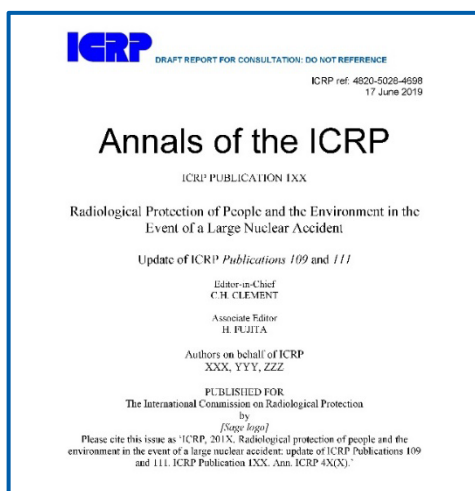 ICRP
DRAFT REPORT FOR CONSULTATION: DO NOT REFERENCE
ICRP ref: 4820-5028-4698
17 June 2019
Annals of the ICRP
ICRP PUBLICATION 1XX
Radiological Protection of People and the Environment in the
Event of a Large Nuclear Accident
Update of ICRP Publications 109 and 111
Editor-in-Chief
C.H. CLEMENT
Associate Editor
H. FUJITA
Authors on behalf of ICRP
XXX, YYY, ZZZ
PUBLISHED FOR
The International Commission on Radiological Protection
by
[Sage logo]
Please cite this issue as ‘ICRP, 201X. Radiological protection of people and the
environment in the event of a large nuclear accident: update of ICRP Publications 109
and 111. ICRP Publication 1XX. Ann. ICRP 4X(X).’